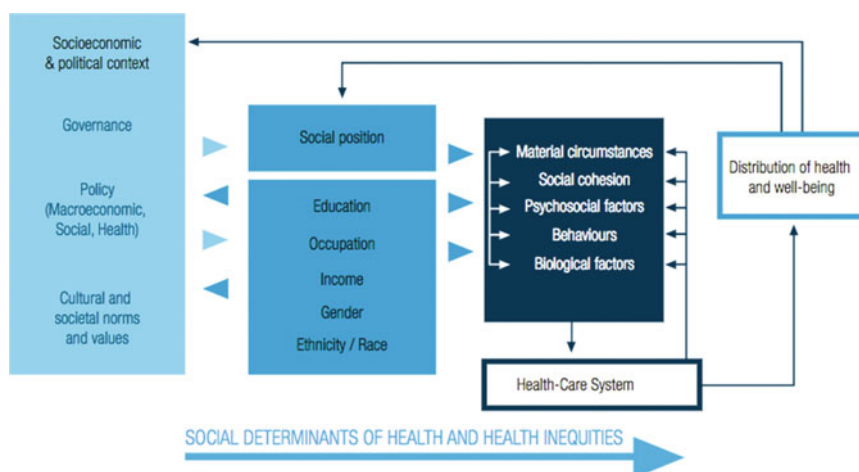 Socioeconomic
& political context
Governance
Policy
(Macroeconomic,
Social, Health)
Cultural and
societal norms
and values
Social position
Education
Occupation
Income
Gender
Ethnicity / Race
Material circumstances
Social cohesion
Psychosocial factors
Behaviours
Biological factors
Health-Care System
Distribution of health
and well-being
SOCIAL DETERMINANTS OF HEALTH AND HEALTH INEQUITIES